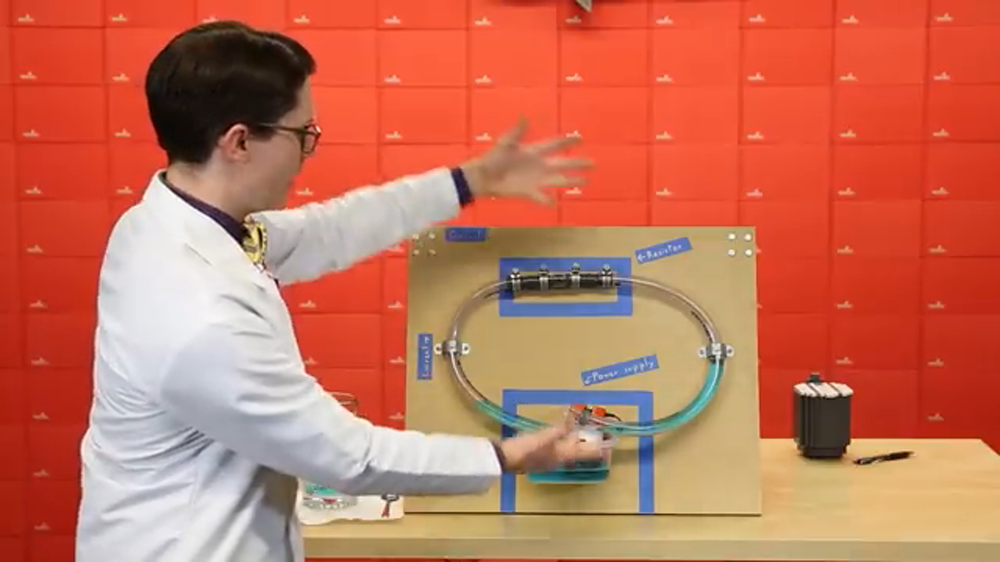 Circuit
←Resistor
Current→
←Power supply